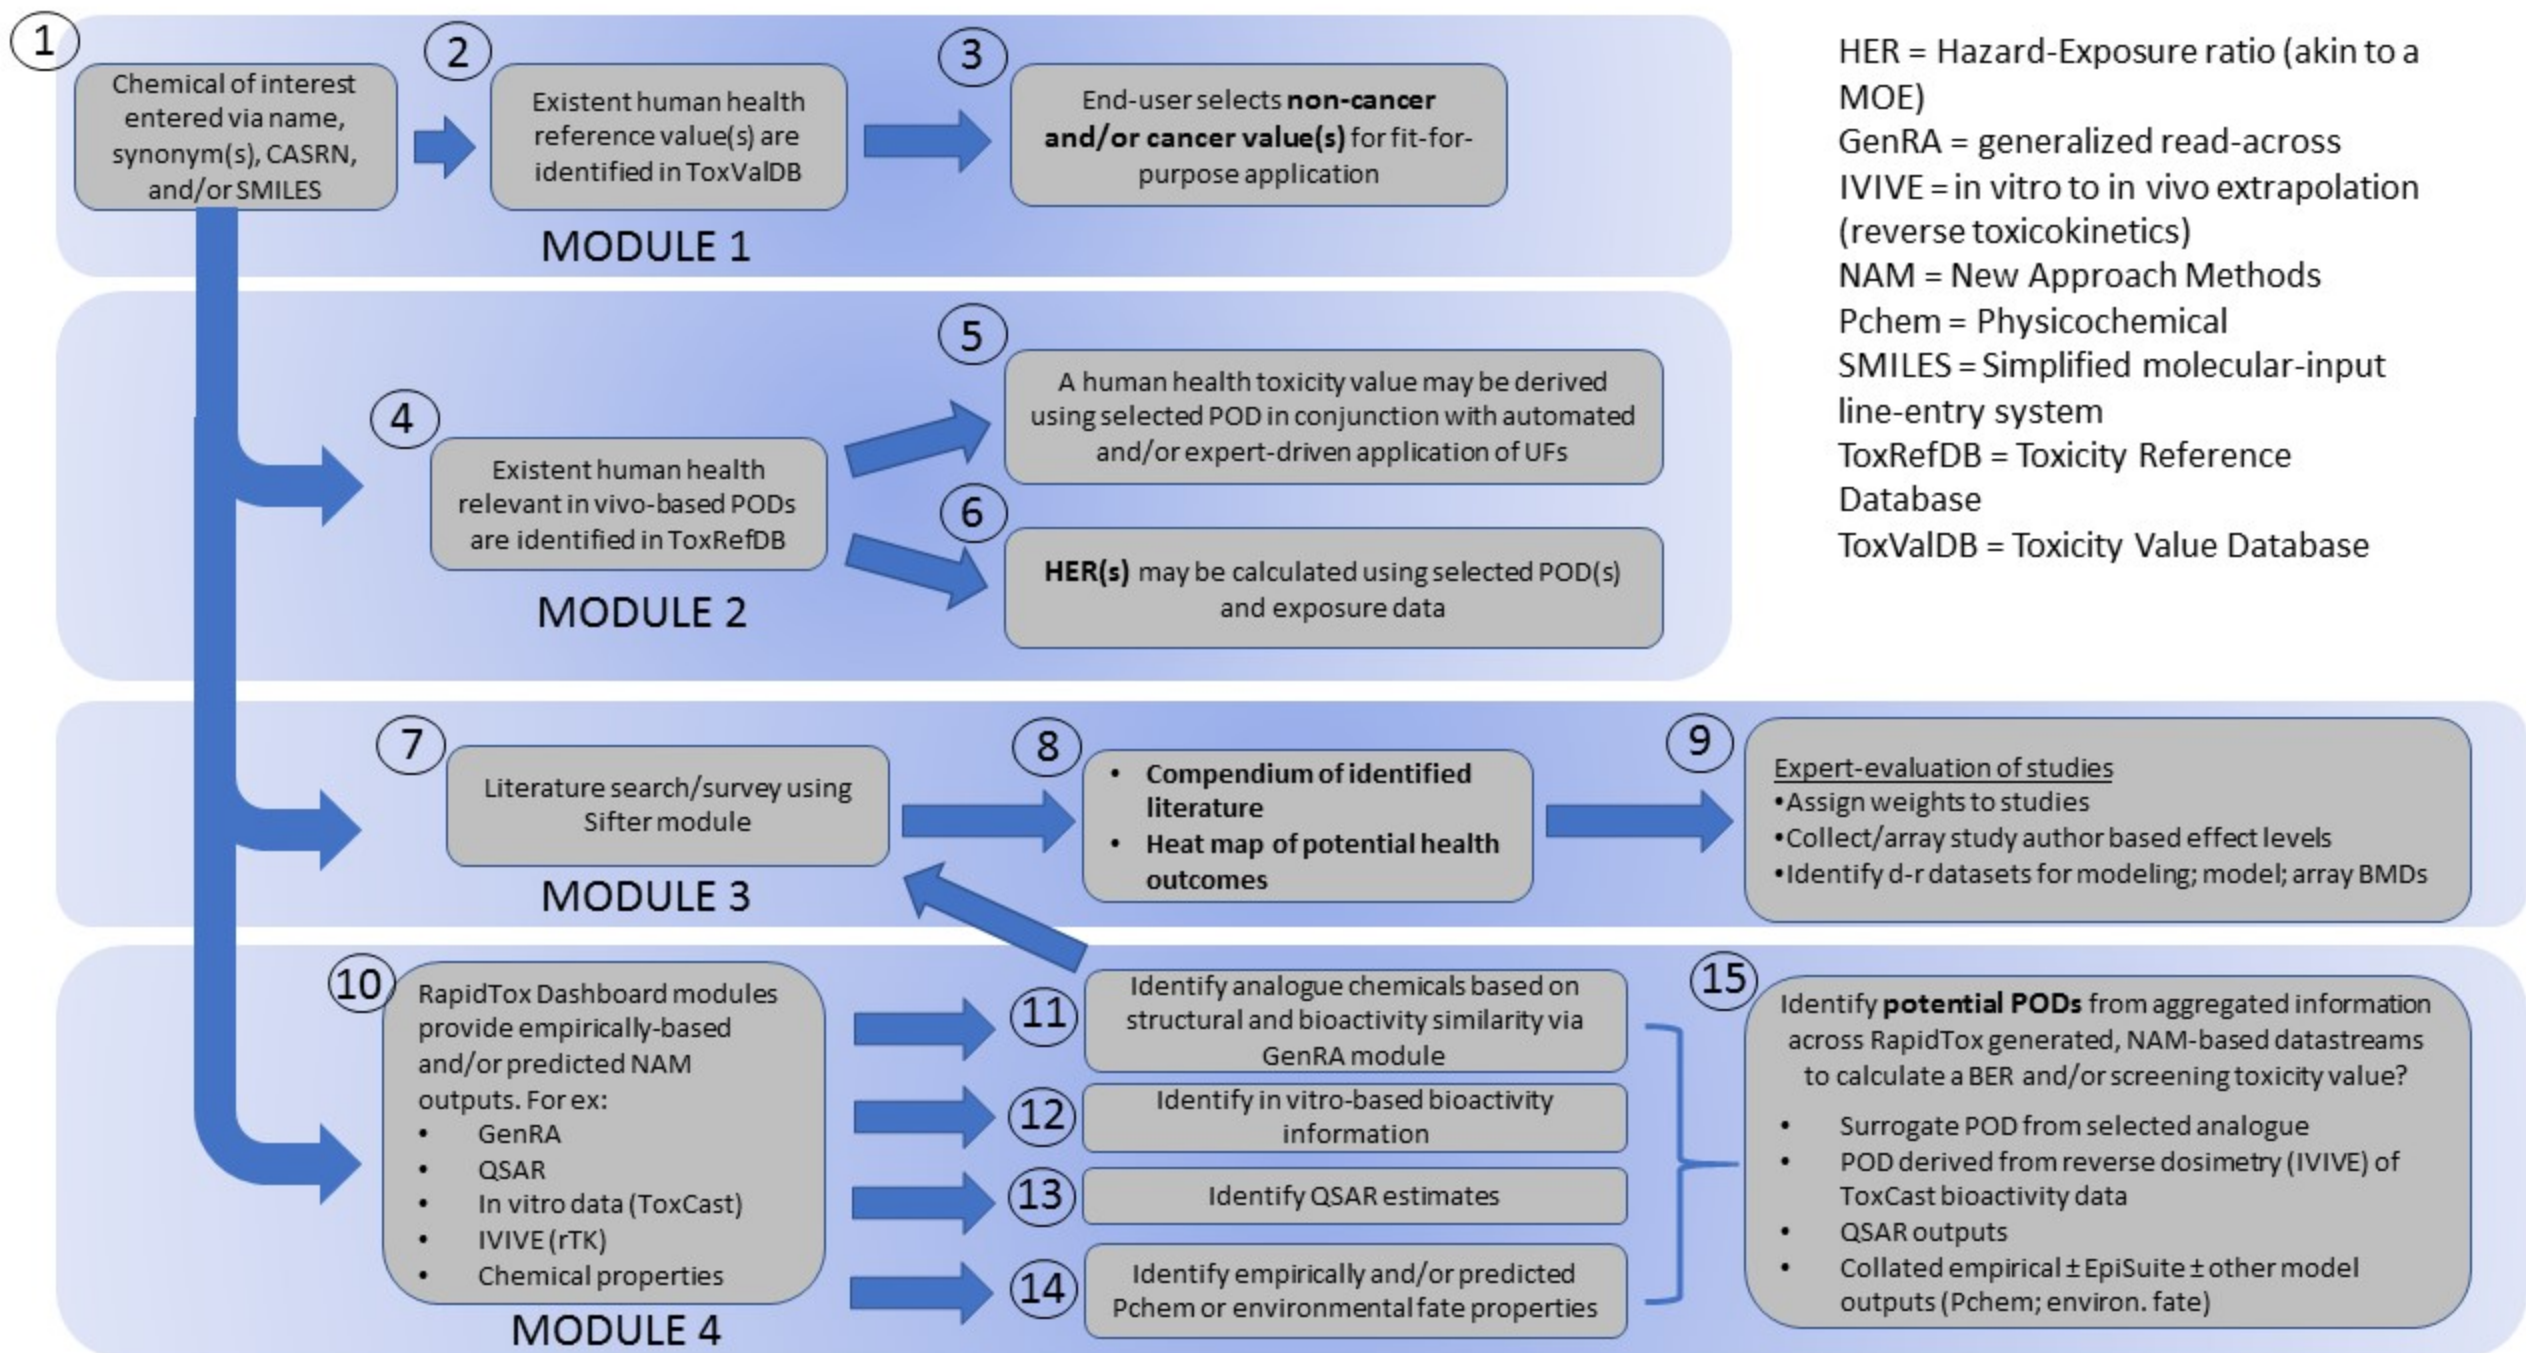 1
Chemical of interest
entered via name,
synonym(s), CASRN,
and/or SMILES
2
Existent human health
reference value(s) are
identified in ToxValDB
3
End-user selects non-cancer
and/or cancer value(s) for fit-for-
purpose application
MODULE 1
4
Existent human health
relevant in vivo-based PODs
are identified in ToxRefDB
5
A human health toxicity value may be derived
using selected POD in conjunction with automated
and/or expert-driven application of UFs
6
HER(s) may be calculated using selected POD(s)
and exposure data
MODULE 2
7
Literature search/survey using
Sifter module
8
• Compendium of identified
literature
• Heat map of potential health
outcomes
9
Expert-evaluation of studies
•Assign weights to studies
•Collect/array study author based effect levels
•Identify d-r datasets for modeling; model; array BMDs
MODULE 3
10
RapidTox Dashboard modules
provide empirically-based
and/or predicted NAM
outputs. For ex:
• GenRA
• QSAR
• In vitro data (ToxCast)
• IVIVE (rTK)
• Chemical properties
11
Identify analogue chemicals based on
structural and bioactivity similarity via
GenRA module
12
Identify in vitro-based bioactivity
information
13
Identify QSAR estimates
14
Identify empirically and/or predicted
Pchem or environmental fate properties
15
Identify potential PODs from aggregated information
across RapidTox generated, NAM-based datastreams
to calculate a BER and/or screening toxicity value?
• Surrogate POD from selected analogue
• POD derived from reverse dosimetry (IVIVE) of
ToxCast bioactivity data
• QSAR outputs
• Collated empirical ± EpiSuite ± other model
outputs (Pchem; environ. fate)
MODULE 4
HER = Hazard-Exposure ratio (akin to a
MOE)
GenRA = generalized read-across
IVIVE = in vitro to in vivo extrapolation
(reverse toxicokinetics)
NAM = New Approach Methods
Pchem = Physicochemical
SMILES = Simplified molecular-input
line-entry system
ToxRefDB = Toxicity Reference
Database
ToxValDB = Toxicity Value Database